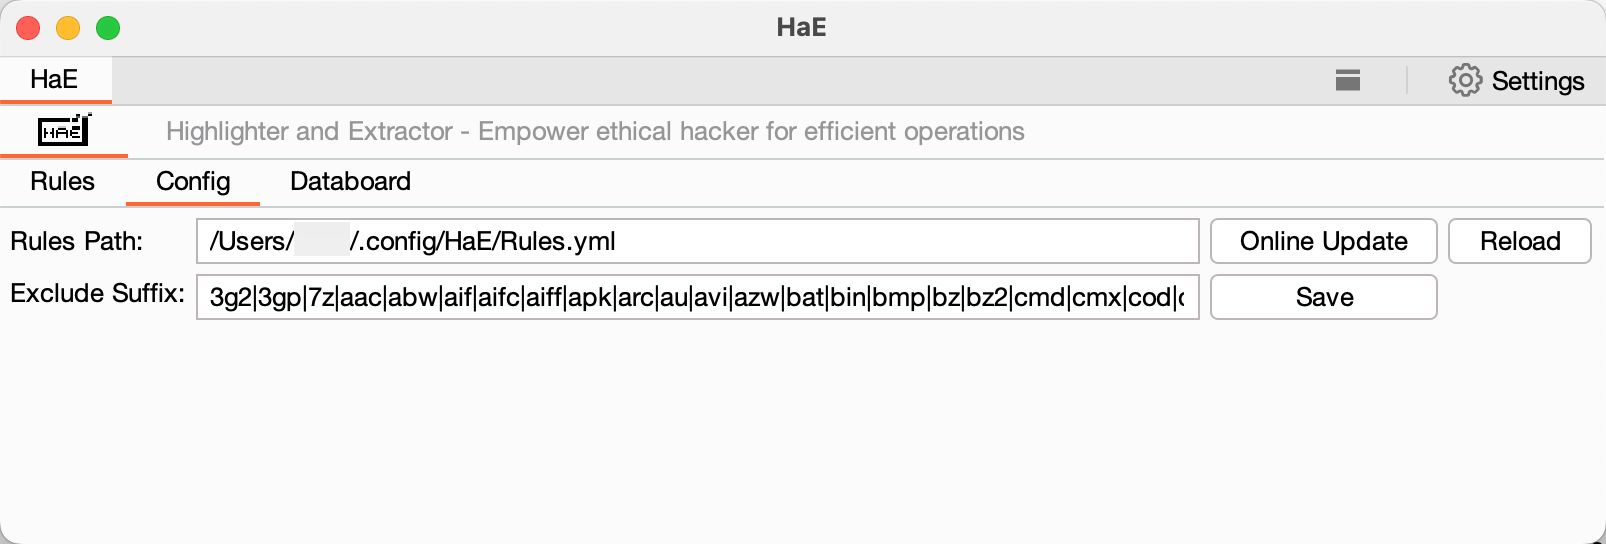 HaE
HaE Settings
HAE Highlighter and Extractor - Empower ethical hacker for efficient operations
Rules Config Databoard
Rules Path: /Users/ /.config/HaE/Rules.yml Online Update Reload
Exclude Suffix: 3g2|3gp|7z|aac|abw|aif|aifc|aiff|apk|arc|au|avi|azw|bat|bin|bmp|bz|bz2|cmd|cmx|cod| Save